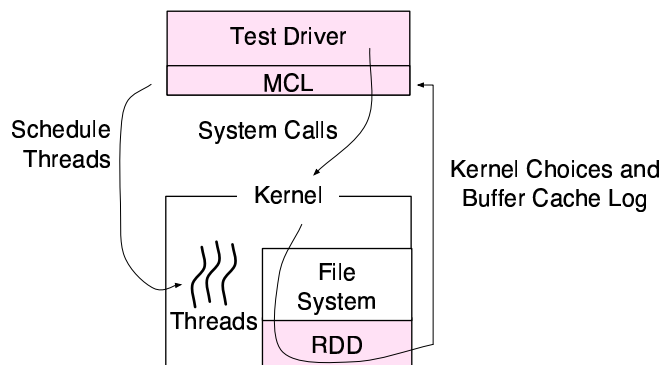 Test Driver
MCL
Schedule
Threads
System Calls
Kernel Choices and
Buffer Cache Log
Kernel
File
System
Threads
RDD